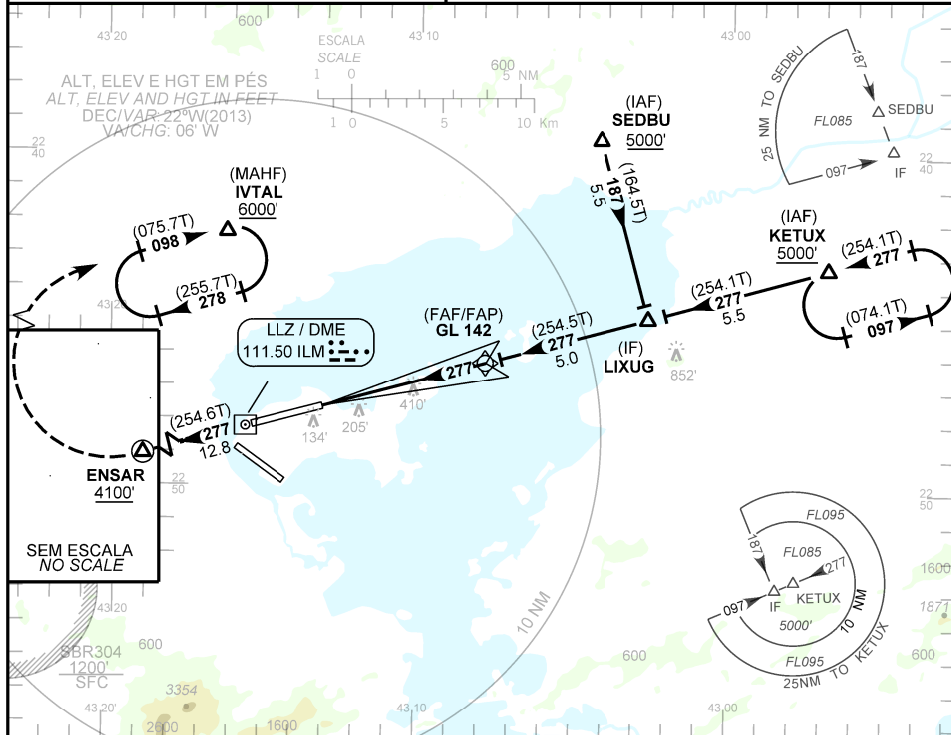 43 20
43 10
43 00
600
ESCALA
SCALE
600
1 0 5 NM
1 0 5 10 Km
ALT, ELEV E HGT EM PÉS
ALT, ELEV AND HGT IN FEET
DEC/VAR: 22ºW(2013)
VA/CHG: 06' W
22
40
(IAF)
SEDBU
5000'
(164.5T)
187
5.5
25 NM TO SEDBU
187
SEDBU
FL085
097
IF
22
40
(MAHF)
IVTAL
6000'
(075.7T)
098
(255.7T)
278
43 20
(IAF)
KETUX
5000'
(254.1T)
277
(254.1T)
277
5.5
(074.1T)
097
LLZ / DME
111.50 ILM
(FAF/FAP)
GL 142
(254.5T)
277
5.0
(IF)
LIXUG
852'
277
410'
205'
134'
(254.6T)
277
12.8
ENSAR
4100'
22
50
22
50
SEM ESCALA
NO SCALE
FL095
187
FL085
277
097
IF
KETUX
5000'
10 NM
FL095
25NM TO KETUX
1600
1871
10 NM
43 20
600
SBR304
1200'
SFC
600
600
3354
43 20'
43 10
43 00
2600
1600